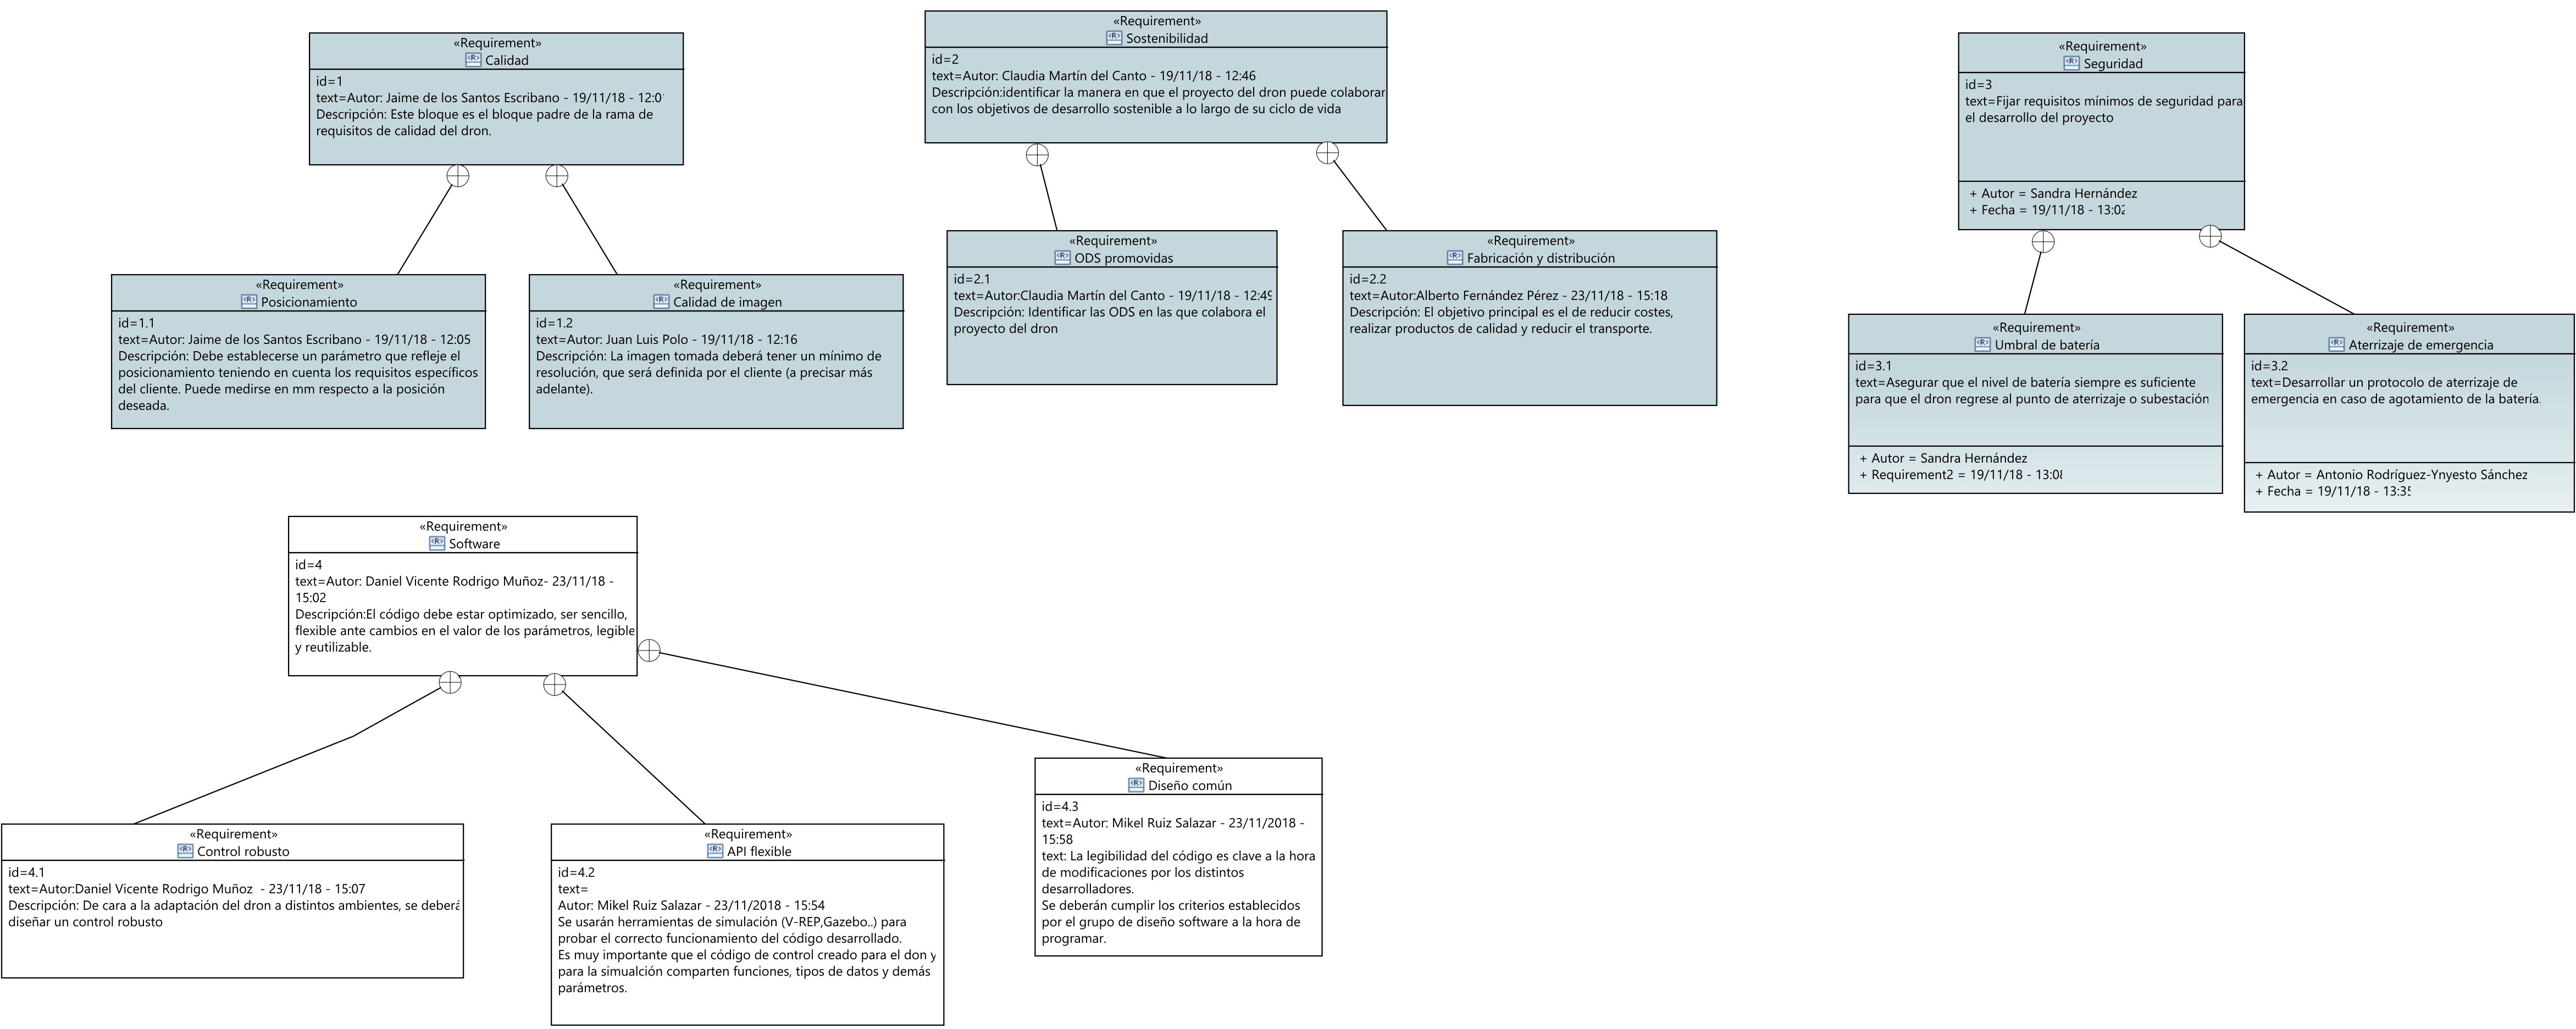 «Requirement»
Calidad
id=1
text=Autor: Jaime de los Santos Escribano - 19/11/18 -
Descripción: Este bloque es el bloque padre de la rama de
requisitos de calidad del dron.
«Requirement»
Sostenibilidad
id=2
text=Autor: Claudia Martín del Canto - 19/11/18 - 12:46
Descripción:identificar la manera en que el proyecto del dron puede colaborar
con los objetivos de desarrollo sostenible a lo largo de su ciclo de vida
«Requirement»
Seguridad
id=3
text=Fijar requisitos mínimos de seguridad para
el desarrollo del proyecto
+ Autor = Sandra Hernández
+ Fecha = 19/11/18 - 13:02
«Requirement»
Posicionamiento
id=1.1
text=Autor: Jaime de los Santos Escribano - 19/11/18 - 12:05
Descripción: Debe establecerse un parámetro que refleje el
posicionamiento teniendo en cuenta los requisitos específicos
del cliente. Puede medirse en mm respecto a la posición
deseada.
«Requirement»
Calidad de imagen
id=1.2
text=Autor: Juan Luis Polo - 19/11/18 - 12:16
Descripción: La imagen tomada deberá tener un mínimo de
resolución, que será definida por el cliente (a precisar más
adelante).
«Requirement»
ODS promovidas
id=2.1
text=Autor:Claudia Martín del Canto - 19/11/18 - 12:49
Descripción: Identificar las ODS en las que colabora el
proyecto del dron
«Requirement»
Fabricación y distribución
id=2.2
text=Autor:Alberto Fernández Pérez - 23/11/18 - 15:18
Descripción: El objetivo principal es el de reducir costes,
realizar productos de calidad y reducir el transporte.
«Requirement»
Umbral de batería
id=3.1
text=Asegurar que el nivel de batería siempre es suficiente
para que el dron regrese al punto de aterrizaje o subestación
+ Autor = Sandra Hernández
+ Requirement2 = 19/11/18 - 13:08
«Requirement»
Aterrizaje de emergencia
id=3.2
text=Desarrollar un protocolo de aterrizaje de
emergencia en caso de agotamiento de la batería.
+ Autor = Antonio Rodríguez-Ynyesto Sánchez
+ Fecha = 19/11/18 - 13:35
«Requirement»
Software
id=4
text=Autor: Daniel Vicente Rodrigo Muñoz- 23/11/18 -
15:02
Descripción:El código debe estar optimizado, ser sencillo,
flexible ante cambios en el valor de los parámetros, legible
y reutilizable.
«Requirement»
Control robusto
id=4.1
text=Autor:Daniel Vicente Rodrigo Muñoz  - 23/11/18 - 15:07
Descripción: De cara a la adaptación del dron a distintos ambientes, se deberá
diseñar un control robusto
«Requirement»
API flexible
id=4.2
text=
Autor: Mikel Ruiz Salazar - 23/11/2018 - 15:54
Se usarán herramientas de simulación (V-REP,Gazebo..) para
probar el correcto funcionamiento del código desarrollado.
Es muy importante que el código de control creado para el don y
para la simualción comparten funciones, tipos de datos y demás
parámetros.
«Requirement»
Diseño común
id=4.3
text=Autor: Mikel Ruiz Salazar - 23/11/2018 -
15:58
text: La legibilidad del código es clave a la hora
de modificaciones por los distintos
desarrolladores.
Se deberán cumplir los criterios establecidos
por el grupo de diseño software a la hora de
programar.